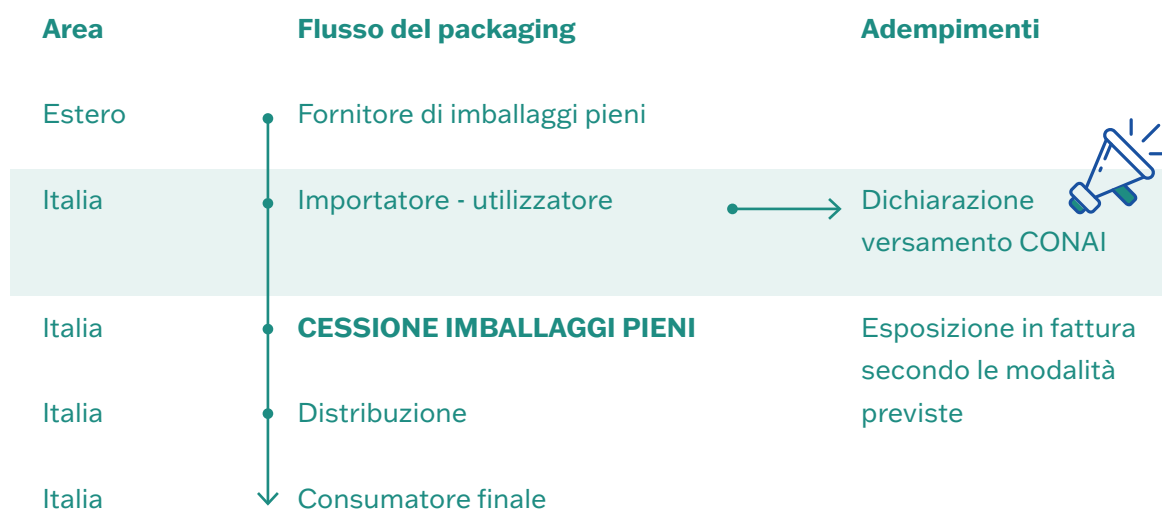 Area Flusso del packaging Adempimenti
Estero Fornitore di imballaggi pieni
Italia Importatore - utilizzatore Dichiarazione
versamento CONAI
Italia CESSIONE IMBALLAGGI PIENI Esposizione in fattura
secondo le modalità
Italia Distribuzione previste
Italia Consumatore finale